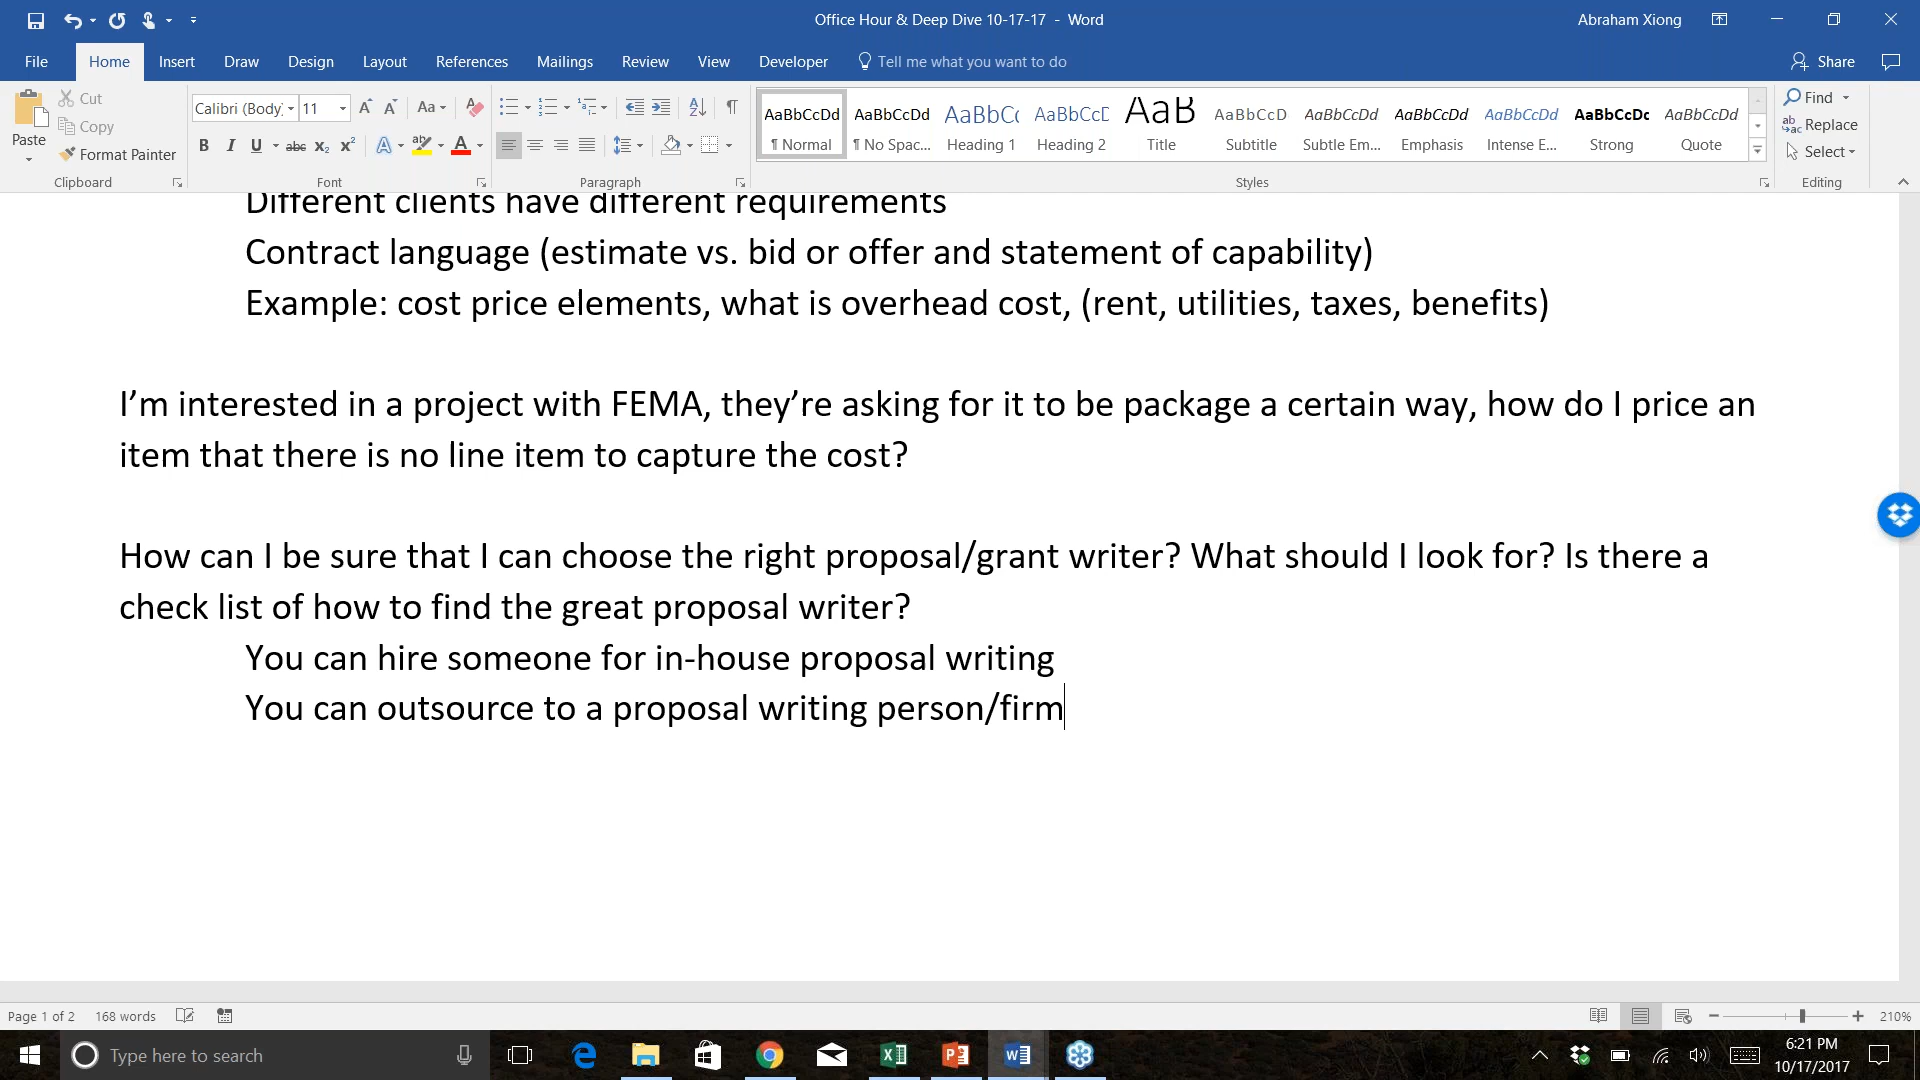 Office Hour & Deep Dive 10-17-17 - Word
Abraham Xiong
File Home Insert Draw Design Layout References Mailings Review View Developer Tell me what you want to do Share
Paste
Cut
Copy
Format Painter
Clipboard
Calibri (Body) 11
Aa
B I U abc X₂ X² A A
Font
Paragraph
AaBbCcDd AaBbCcDd AaBbCc AaBbCcD AaB AaBbCcD AaBbCcDd AaBbCcDd AaBbCcDd AaBbCcDc AaBbCcDd
¶ Normal ¶ No Spac... Heading 1 Heading 2 Title Subtitle Subtle Em... Emphasis Intense E... Strong Quote
Styles
Find
Replace
Select
Editing
Different clients have different requirements
Contract language (estimate vs. bid or offer and statement of capability)
Example: cost price elements, what is overhead cost, (rent, utilities, taxes, benefits)
I’m interested in a project with FEMA, they’re asking for it to be package a certain way, how do I price an
item that there is no line item to capture the cost?
How can I be sure that I can choose the right proposal/grant writer? What should I look for? Is there a
check list of how to find the great proposal writer?
You can hire someone for in-house proposal writing
You can outsource to a proposal writing person/firm
Page 1 of 2 168 words 210%
Type here to search
6:21 PM
10/17/2017